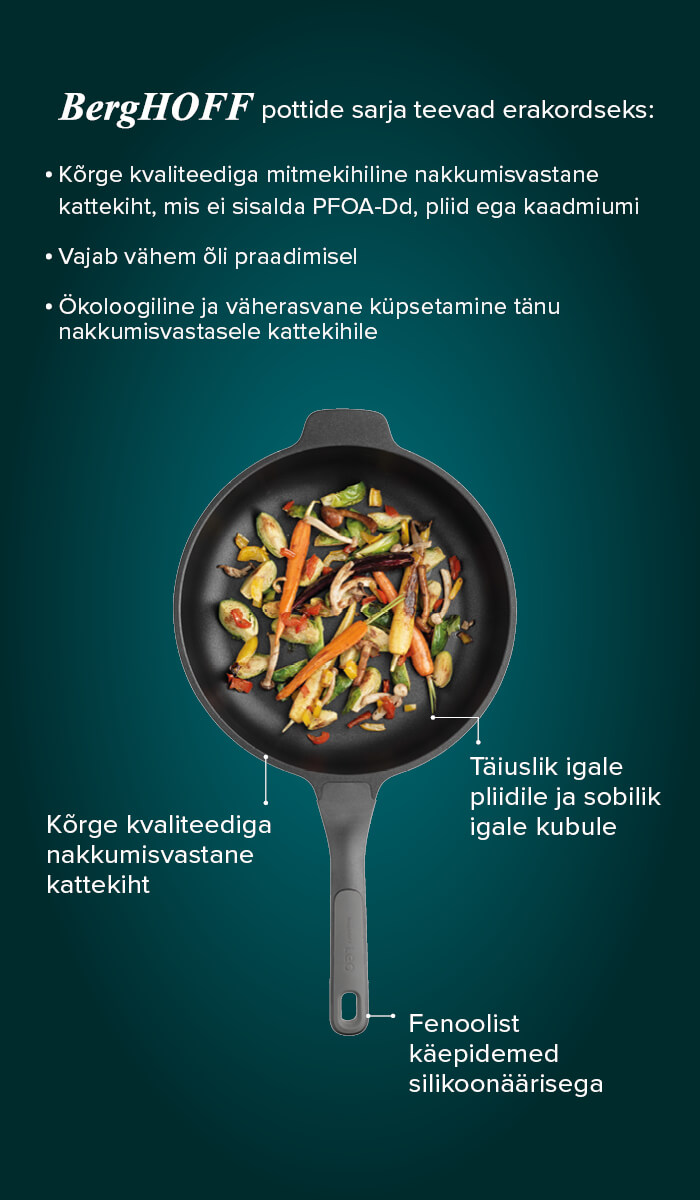 BergHOFF pottide sarja teevad erakordseks:
• Kõrge kvaliteediga mitmekihiline nakkumisvastane
kattekiht, mis ei sisalda PFOA-Dd, pliid ega kaadmiumi
• Vajab vähem õli praadimisel
• Ökoloogiline ja väherasvane küpsetamine tänu
nakkumisvastasele kattekihile
Täiuslik igale
pliidile ja sobilik
igale kubule
Kõrge kvaliteediga
nakkumisvastane
kattekiht
Fenoolist
käepidemed
silikoonäärisega